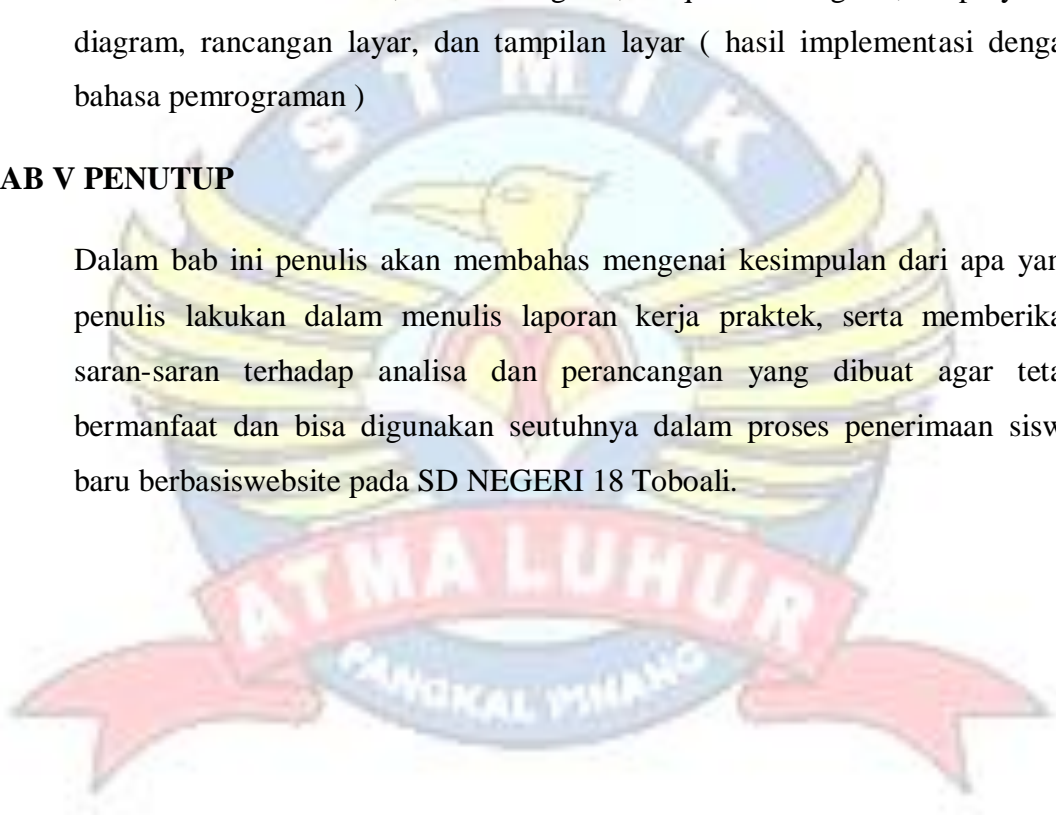 diagram, rancangan layar, dan tampilan layar ( hasil implementasi denga
bahasa pemrograman )
AB V PENUTUP
Dalam bab ini penulis akan membahas mengenai kesimpulan dari apa yan
penulis lakukan dalam menulis laporan kerja praktek, serta memberika
saran-saran terhadap analisa dan perancangan yang dibuat agar teta
bermanfaat dan bisa digunakan seutuhnya dalam proses penerimaan sisw
baru berbasiswebsite pada SD NEGERI 18 Toboali.
STMIK
ATMA LUHUR
PANGKAL PINANG